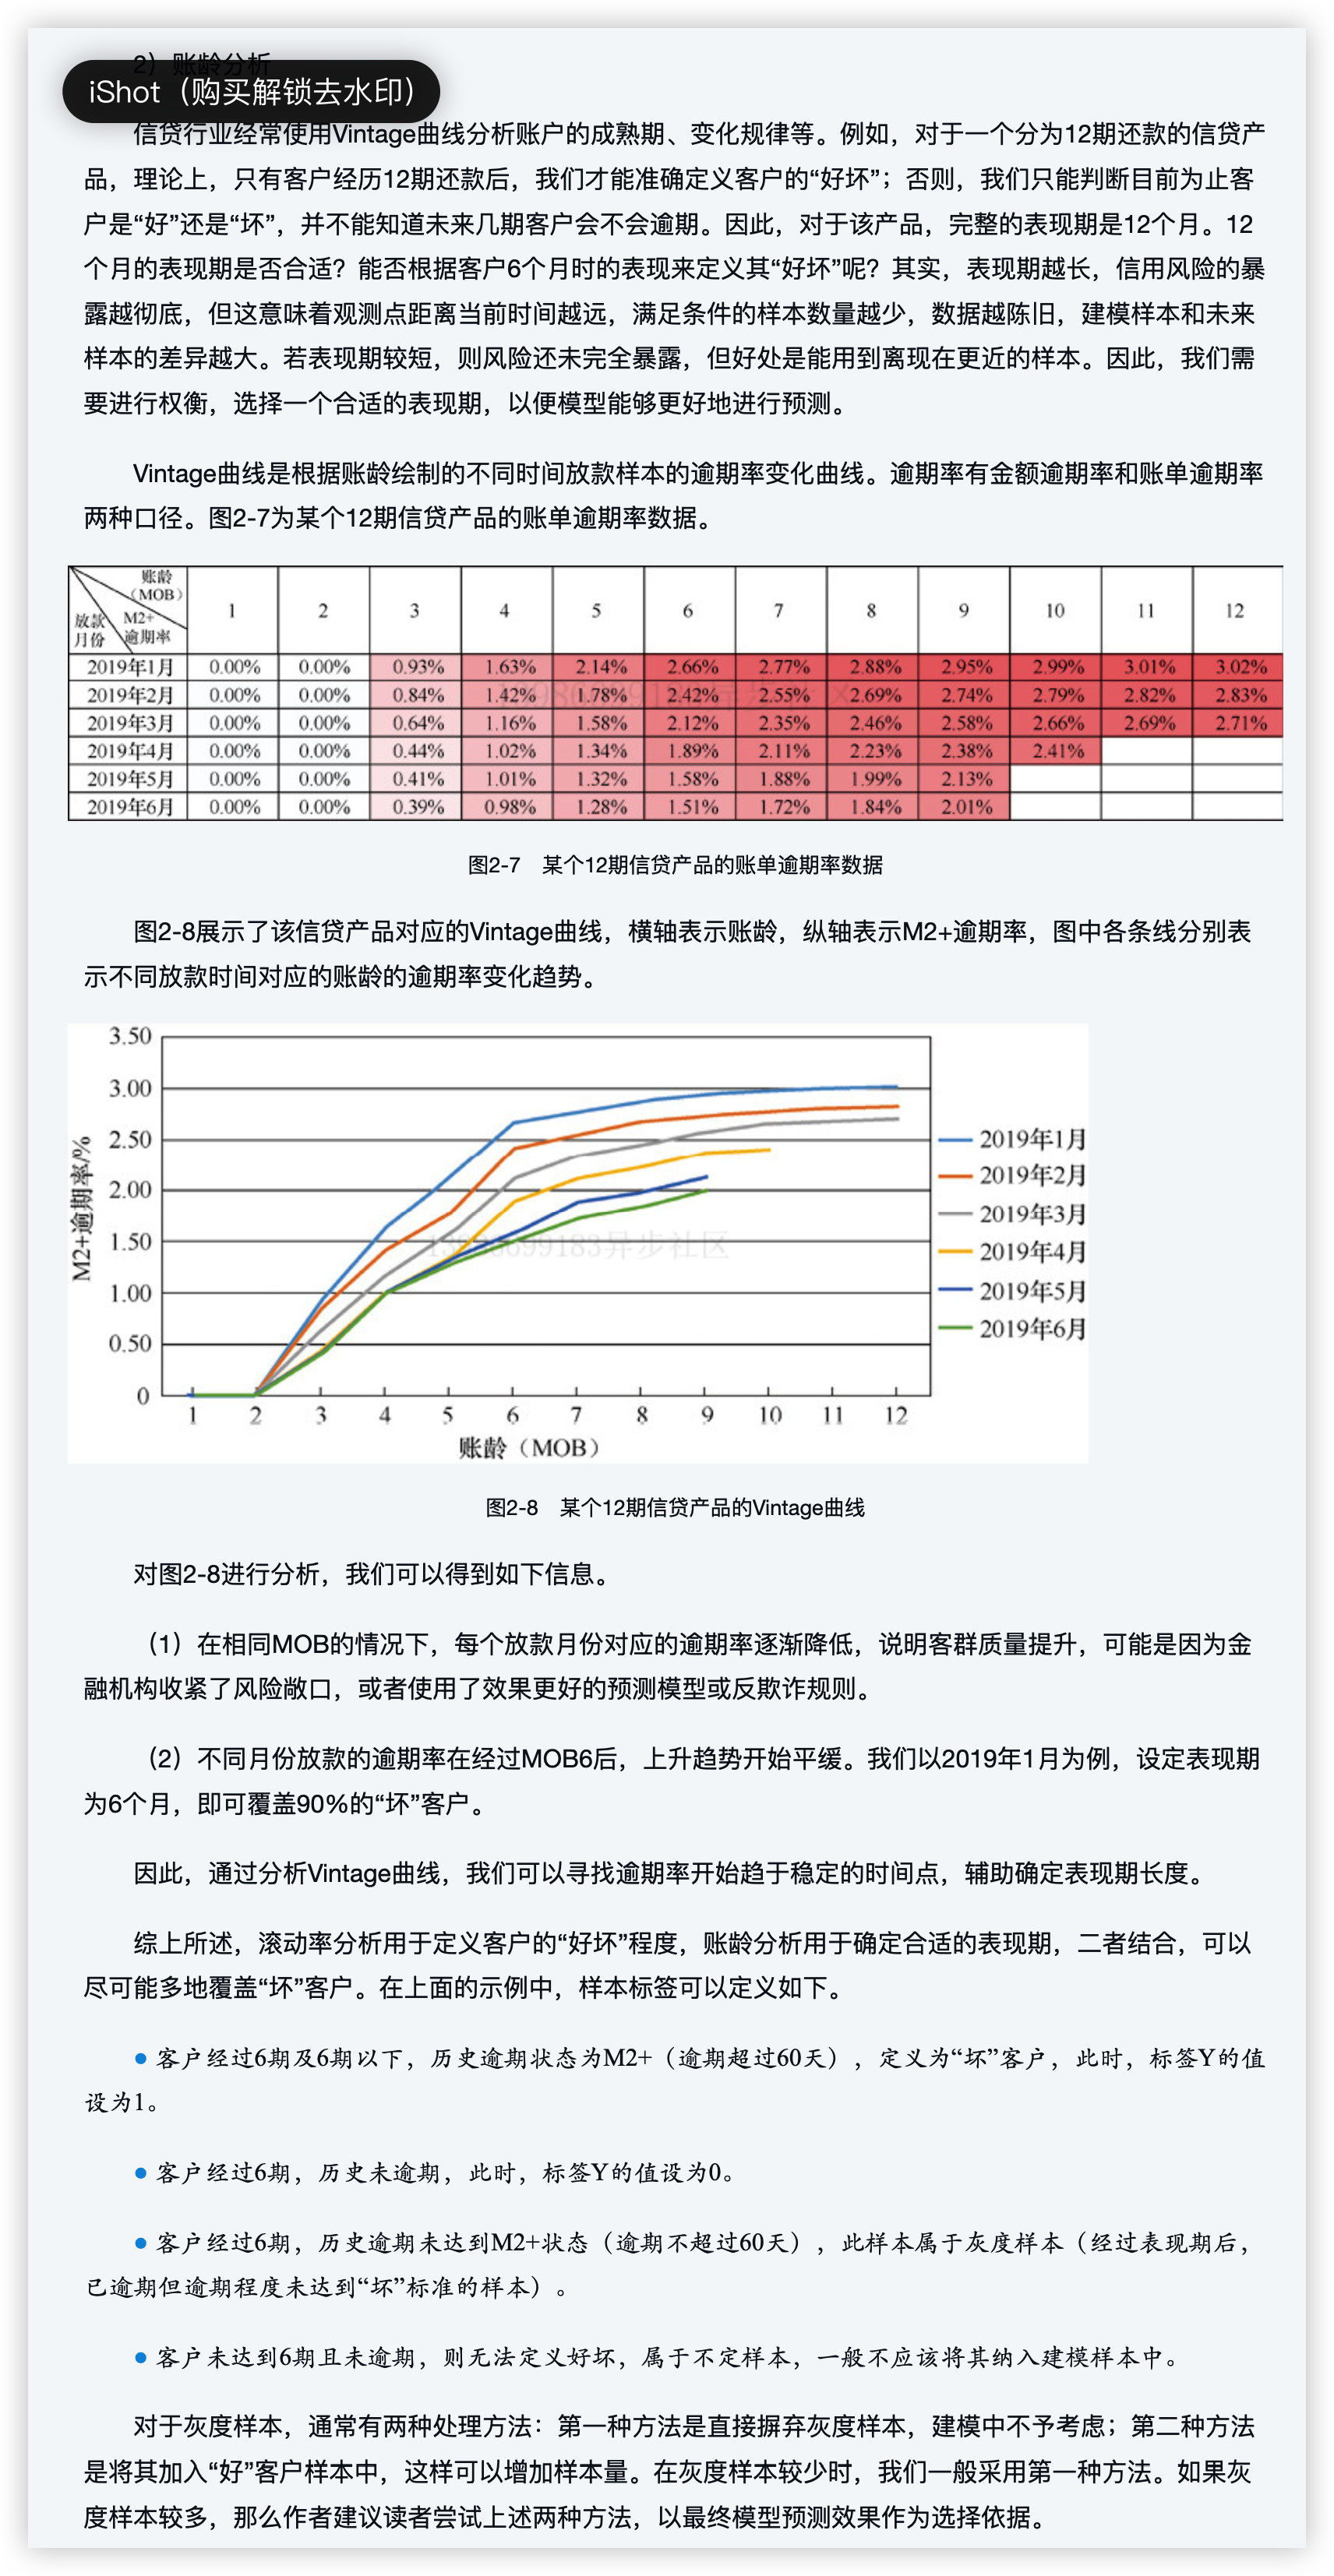 2）账龄分析
iShot（购买解锁去水印）
信贷行业经常使用Vintage曲线分析账户的成熟期、变化规律等。例如，对于一个分为12期还款的信贷产
品，理论上，只有客户经历12期还款后，我们才能准确定义客户的“好坏”；否则，我们只能判断目前为止客
户是“好”还是“坏”，并不能知道未来几期客户会不会逾期。因此，对于该产品，完整的表现期是12个月。12
个月的表现期是否合适？能否根据客户6个月时的表现来定义其“好坏”呢？其实，表现期越长，信用风险的暴
露越彻底，但这意味着观测点距离当前时间越远，满足条件的样本数量越少，数据越陈旧，建模样本和未来
样本的差异越大。若表现期较短，则风险还未完全暴露，但好处是能用到离现在更近的样本。因此，我们需
要进行权衡，选择一个合适的表现期，以便模型能够更好地进行预测。
Vintage曲线是根据账龄绘制的不同时间放款样本的逾期率变化曲线。逾期率有金额逾期率和账单逾期率
两种口径。图2-7为某个12期信贷产品的账单逾期率数据。
账龄（MOB） M2+逾期率 放款月份 1 2 3 4 5 6 7 8 9 10 11 12
2019年1月 0.00% 0.00% 0.93% 1.63% 2.14% 2.66% 2.77% 2.88% 2.95% 2.99% 3.01% 3.02%
2019年2月 0.00% 0.00% 0.84% 1.42% 1.78% 2.42% 2.55% 2.69% 2.74% 2.79% 2.82% 2.83%
2019年3月 0.00% 0.00% 0.64% 1.16% 1.58% 2.12% 2.35% 2.46% 2.58% 2.66% 2.69% 2.71%
2019年4月 0.00% 0.00% 0.44% 1.02% 1.34% 1.89% 2.11% 2.23% 2.38% 2.41%
2019年5月 0.00% 0.00% 0.41% 1.01% 1.32% 1.58% 1.88% 1.99% 2.13%
2019年6月 0.00% 0.00% 0.39% 0.98% 1.28% 1.51% 1.72% 1.84% 2.01%
图2-7 某个12期信贷产品的账单逾期率数据
图2-8展示了该信贷产品对应的Vintage曲线，横轴表示账龄，纵轴表示M2+逾期率，图中各条线分别表
示不同放款时间对应的账龄的逾期率变化趋势。
M2+逾期率/%
3.50
3.00
2.50
2.00
1.50
1.00
0.50
0
1 2 3 4 5 6 7 8 9 10 11 12
账龄（MOB）
2019年1月
2019年2月
2019年3月
2019年4月
2019年5月
2019年6月
图2-8 某个12期信贷产品的Vintage曲线
对图2-8进行分析，我们可以得到如下信息。
（1）在相同MOB的情况下，每个放款月份对应的逾期率逐渐降低，说明客群质量提升，可能是因为金
融机构收紧了风险敞口，或者使用了效果更好的预测模型或反欺诈规则。
（2）不同月份放款的逾期率在经过MOB6后，上升趋势开始平缓。我们以2019年1月为例，设定表现期
为6个月，即可覆盖90%的“坏”客户。
因此，通过分析Vintage曲线，我们可以寻找逾期率开始趋于稳定的时间点，辅助确定表现期长度。
综上所述，滚动率分析用于定义客户的“好坏”程度，账龄分析用于确定合适的表现期，二者结合，可以
尽可能多地覆盖“坏”客户。在上面的示例中，样本标签可以定义如下。
● 客户经过6期及6期以下，历史逾期状态为M2+（逾期超过60天），定义为“坏”客户，此时，标签Y的值
设为1。
● 客户经过6期，历史未逾期，此时，标签Y的值设为0。
● 客户经过6期，历史逾期未达到M2+状态（逾期不超过60天），此样本属于灰度样本（经过表现期后，
已逾期但逾期程度未达到“坏”标准的样本）。
● 客户未达到6期且未逾期，则无法定义好坏，属于不定样本，一般不应该将其纳入建模样本中。
对于灰度样本，通常有两种处理方法：第一种方法是直接摒弃灰度样本，建模中不予考虑；第二种方法
是将其加入“好”客户样本中，这样可以增加样本量。在灰度样本较少时，我们一般采用第一种方法。如果灰
度样本较多，那么作者建议读者尝试上述两种方法，以最终模型预测效果作为选择依据。